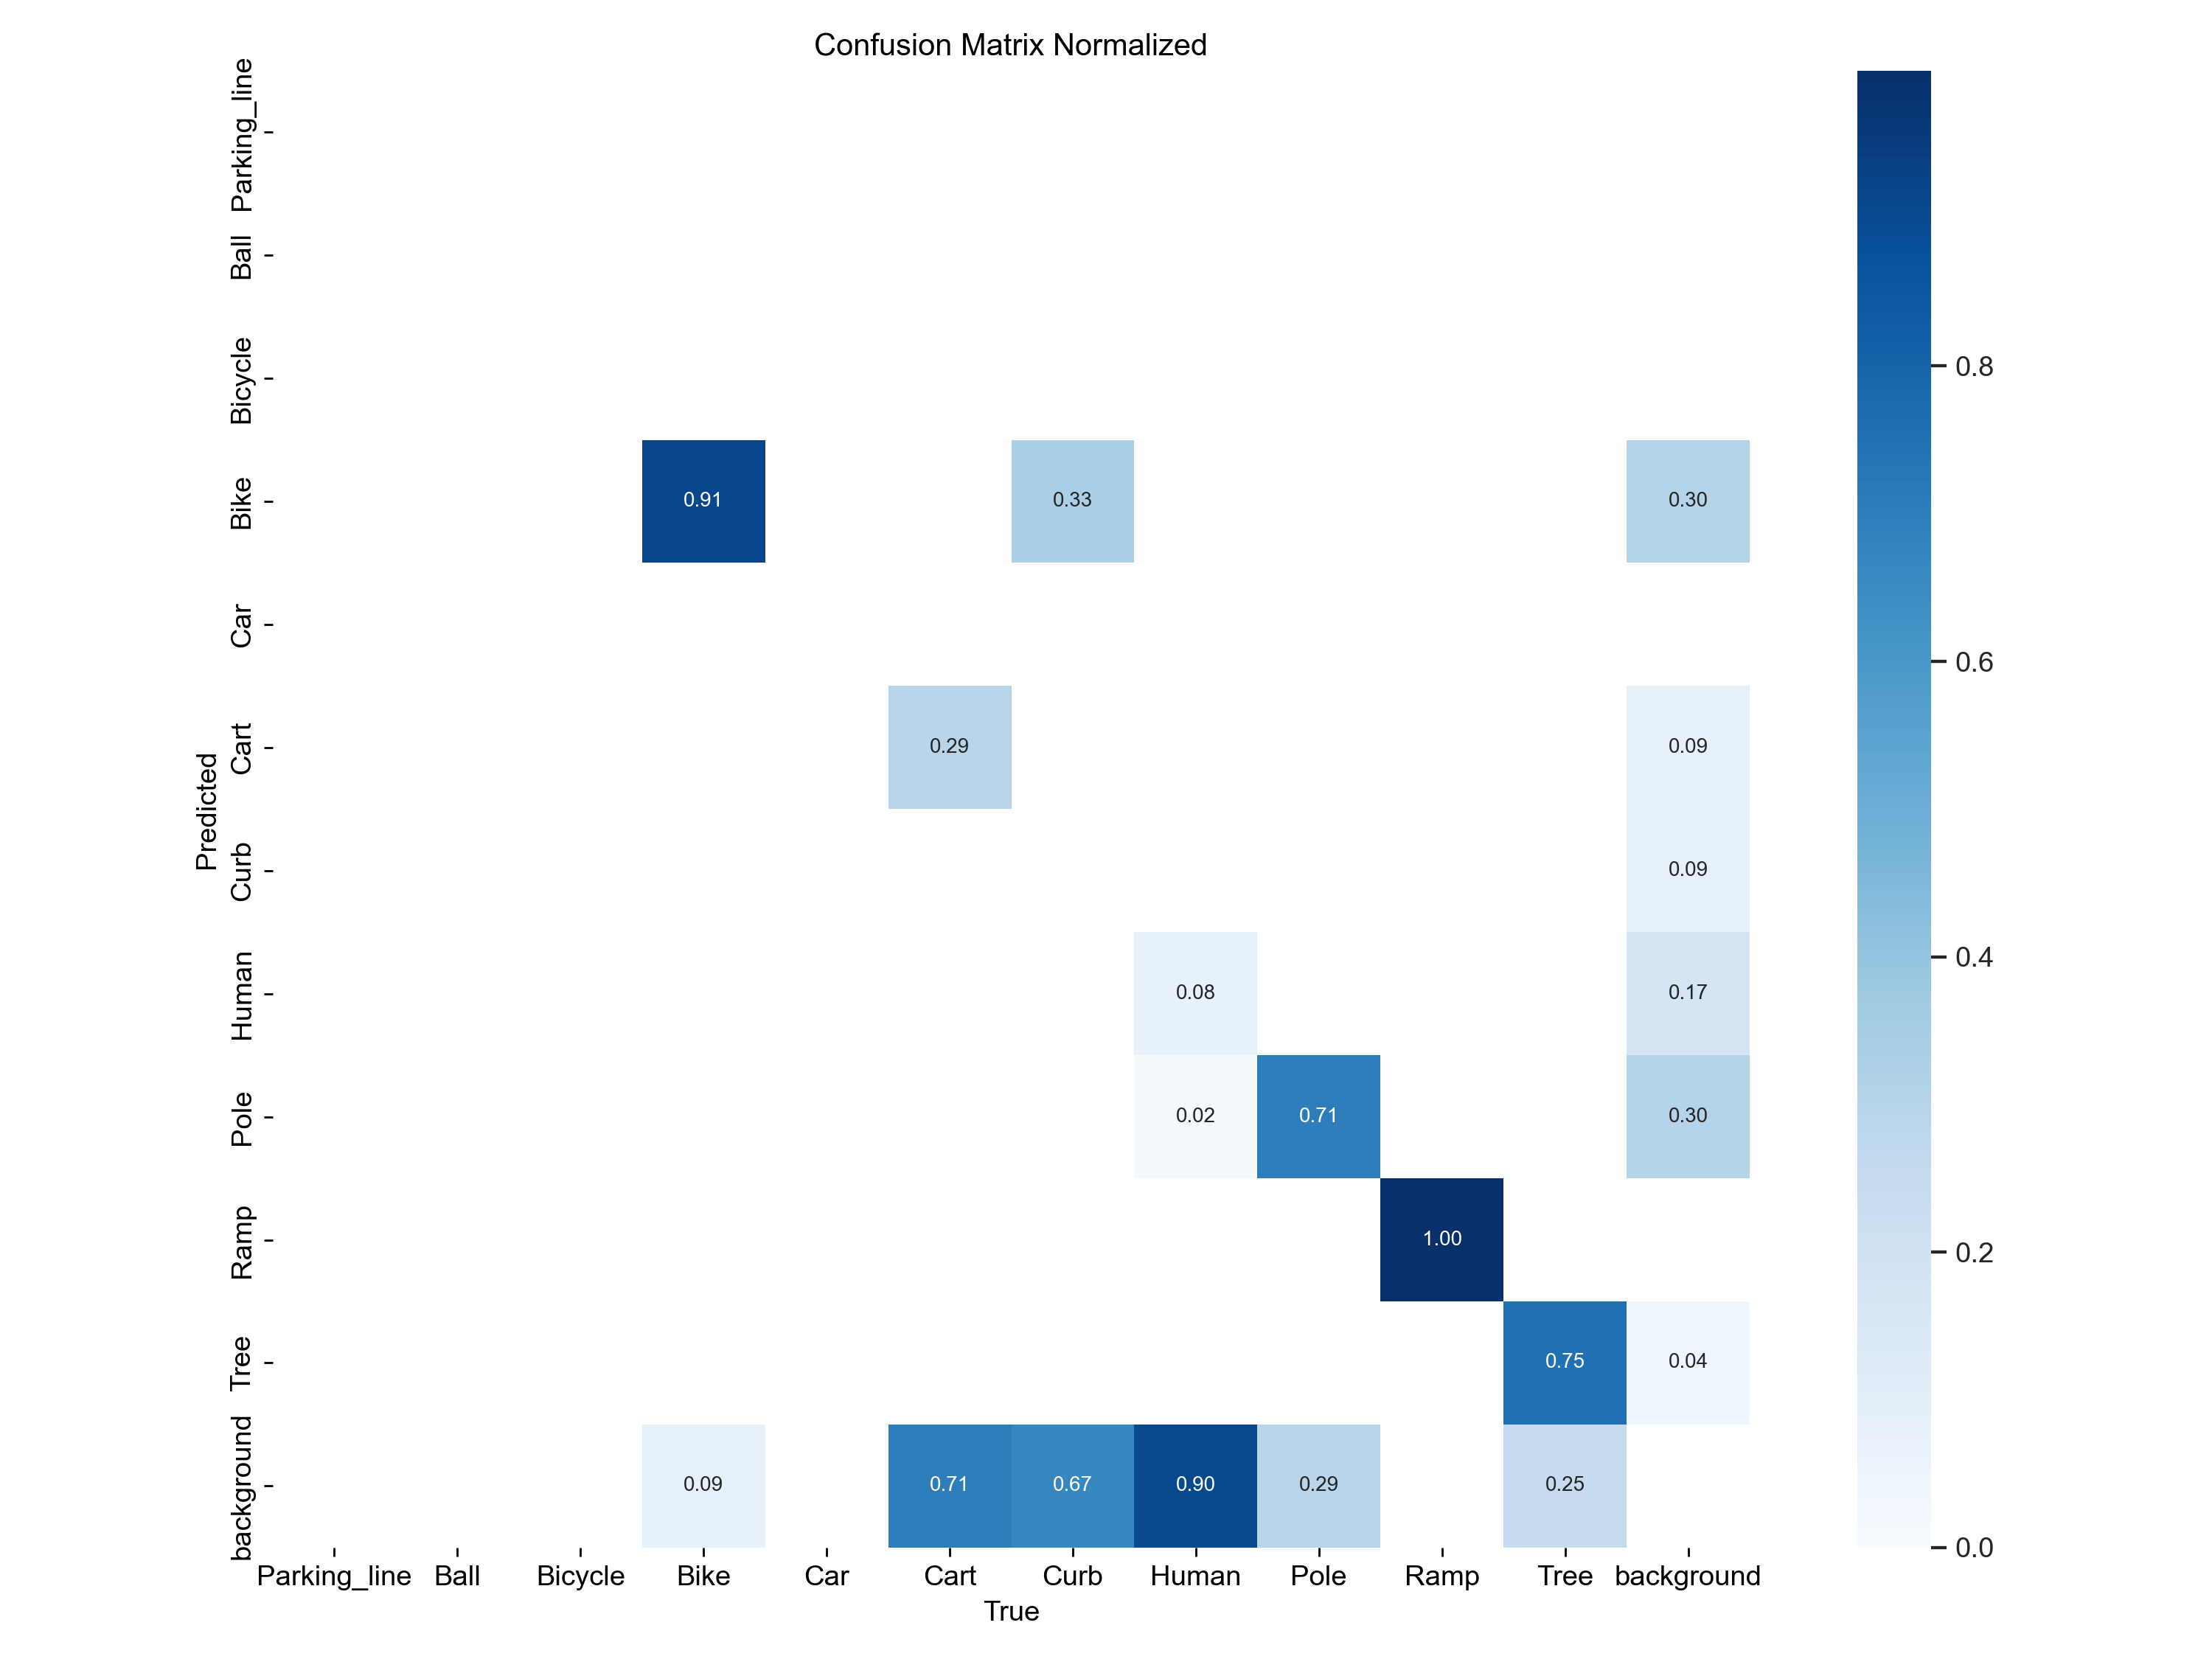 Confusion Matrix Normalized
Parking_line
Ball
Bicycle
Bike
0.91
0.33
0.30
Car
Cart
0.29
0.09
Curb
0.09
Human
0.08
0.17
Pole
0.02
0.71
0.30
Ramp
1.00
Tree
0.75
0.04
background
0.09
0.71
0.67
0.90
0.29
0.25
Predicted
Parking_line Ball Bicycle Bike Car Cart Curb Human Pole Ramp Tree background
True
0.8
0.6
0.4
0.2
0.0